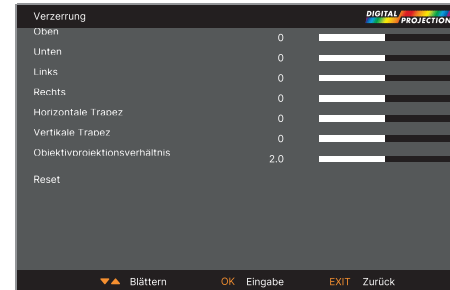 Verzerrung
DIGITAL PROJECTION
Oben 0
Unten 0
Links 0
Rechts 0
Horizontale Trapez 0
Vertikale Trapez 0
Objektivprojektionsverhältnis 2.0
Reset
Blättern OK Eingabe EXIT Zurück